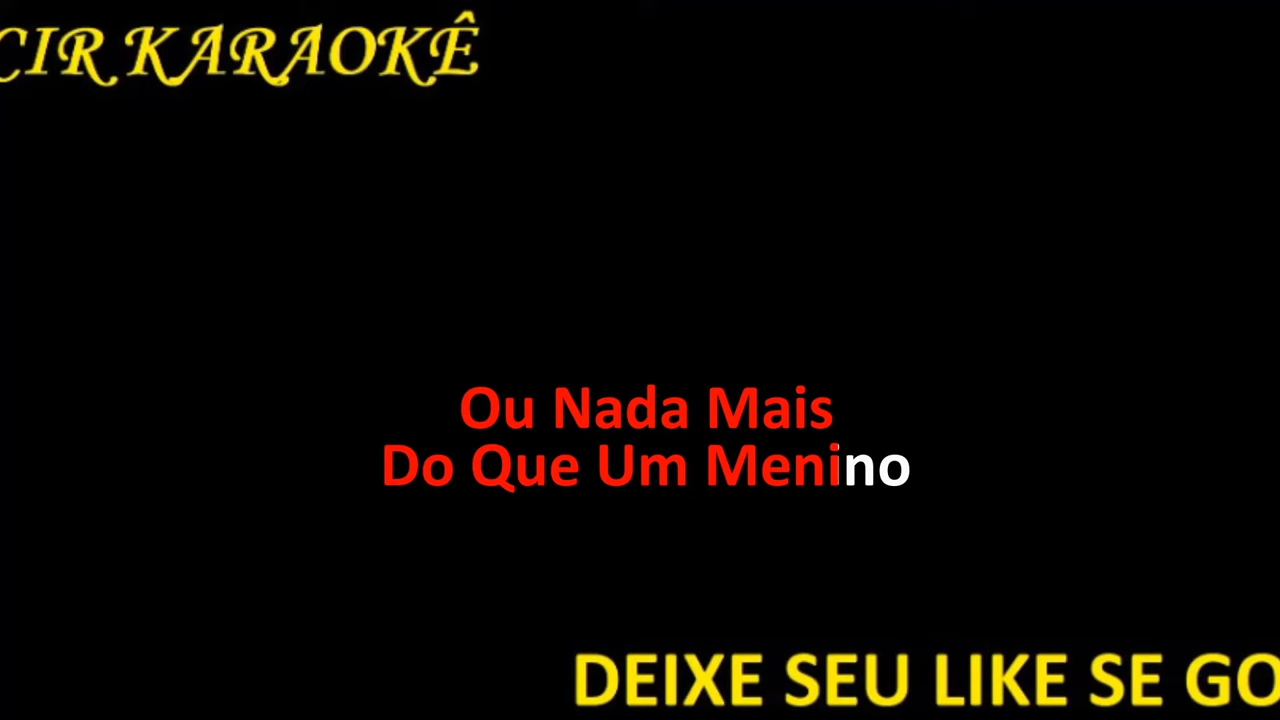 CIR KARAOKÊ
Ou Nada Mais
Do Que Um Menino
DEIXE SEU LIKE SE GO